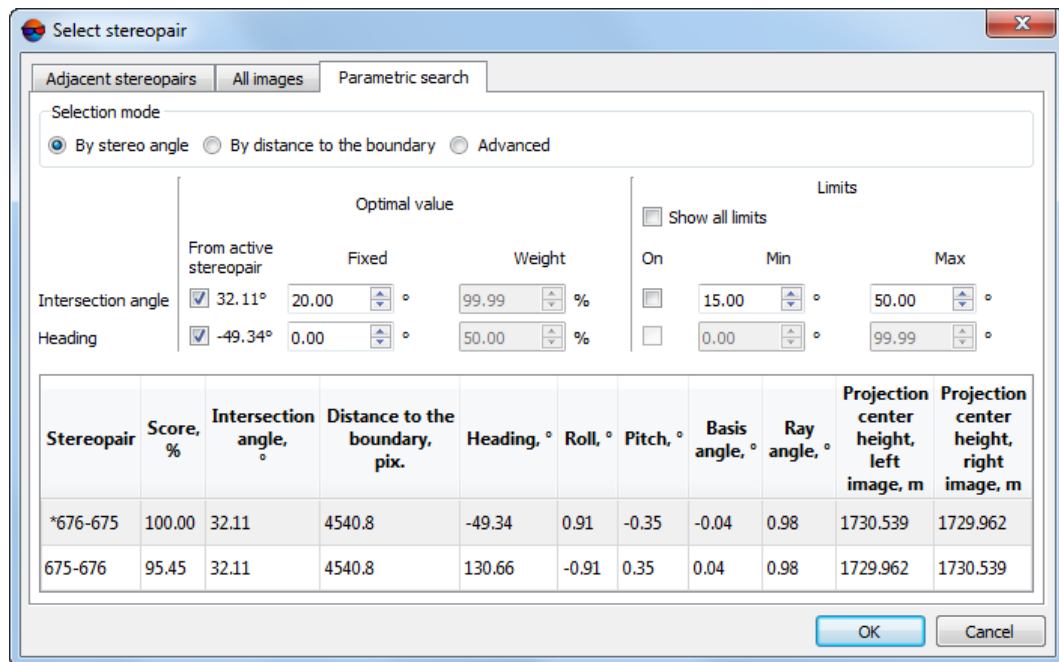 Select stereopair
Adjacent stereopairs All images Parametric search
Selection mode
By stereo angle By distance to the boundary Advanced
Optimal value
Limits
Show all limits
From active
stereopair
Fixed Weight On Min Max
Intersection angle 32.11° 20.00 ° 99.99 % 15.00 ° 50.00 °
Heading -49.34° 0.00 ° 50.00 % 0.00 ° 99.99 °
Stereopair Score, % Intersection angle, ° Distance to the boundary, pix. Heading, ° Roll, ° Pitch, ° Basis angle, ° Ray angle, ° Projection center height, left image, m Projection center height, right image, m
*676-675 100.00 32.11 4540.8 -49.34 0.91 -0.35 -0.04 0.98 1730.539 1729.962
675-676 95.45 32.11 4540.8 130.66 -0.91 0.35 0.04 0.98 1729.962 1730.539
OK Cancel